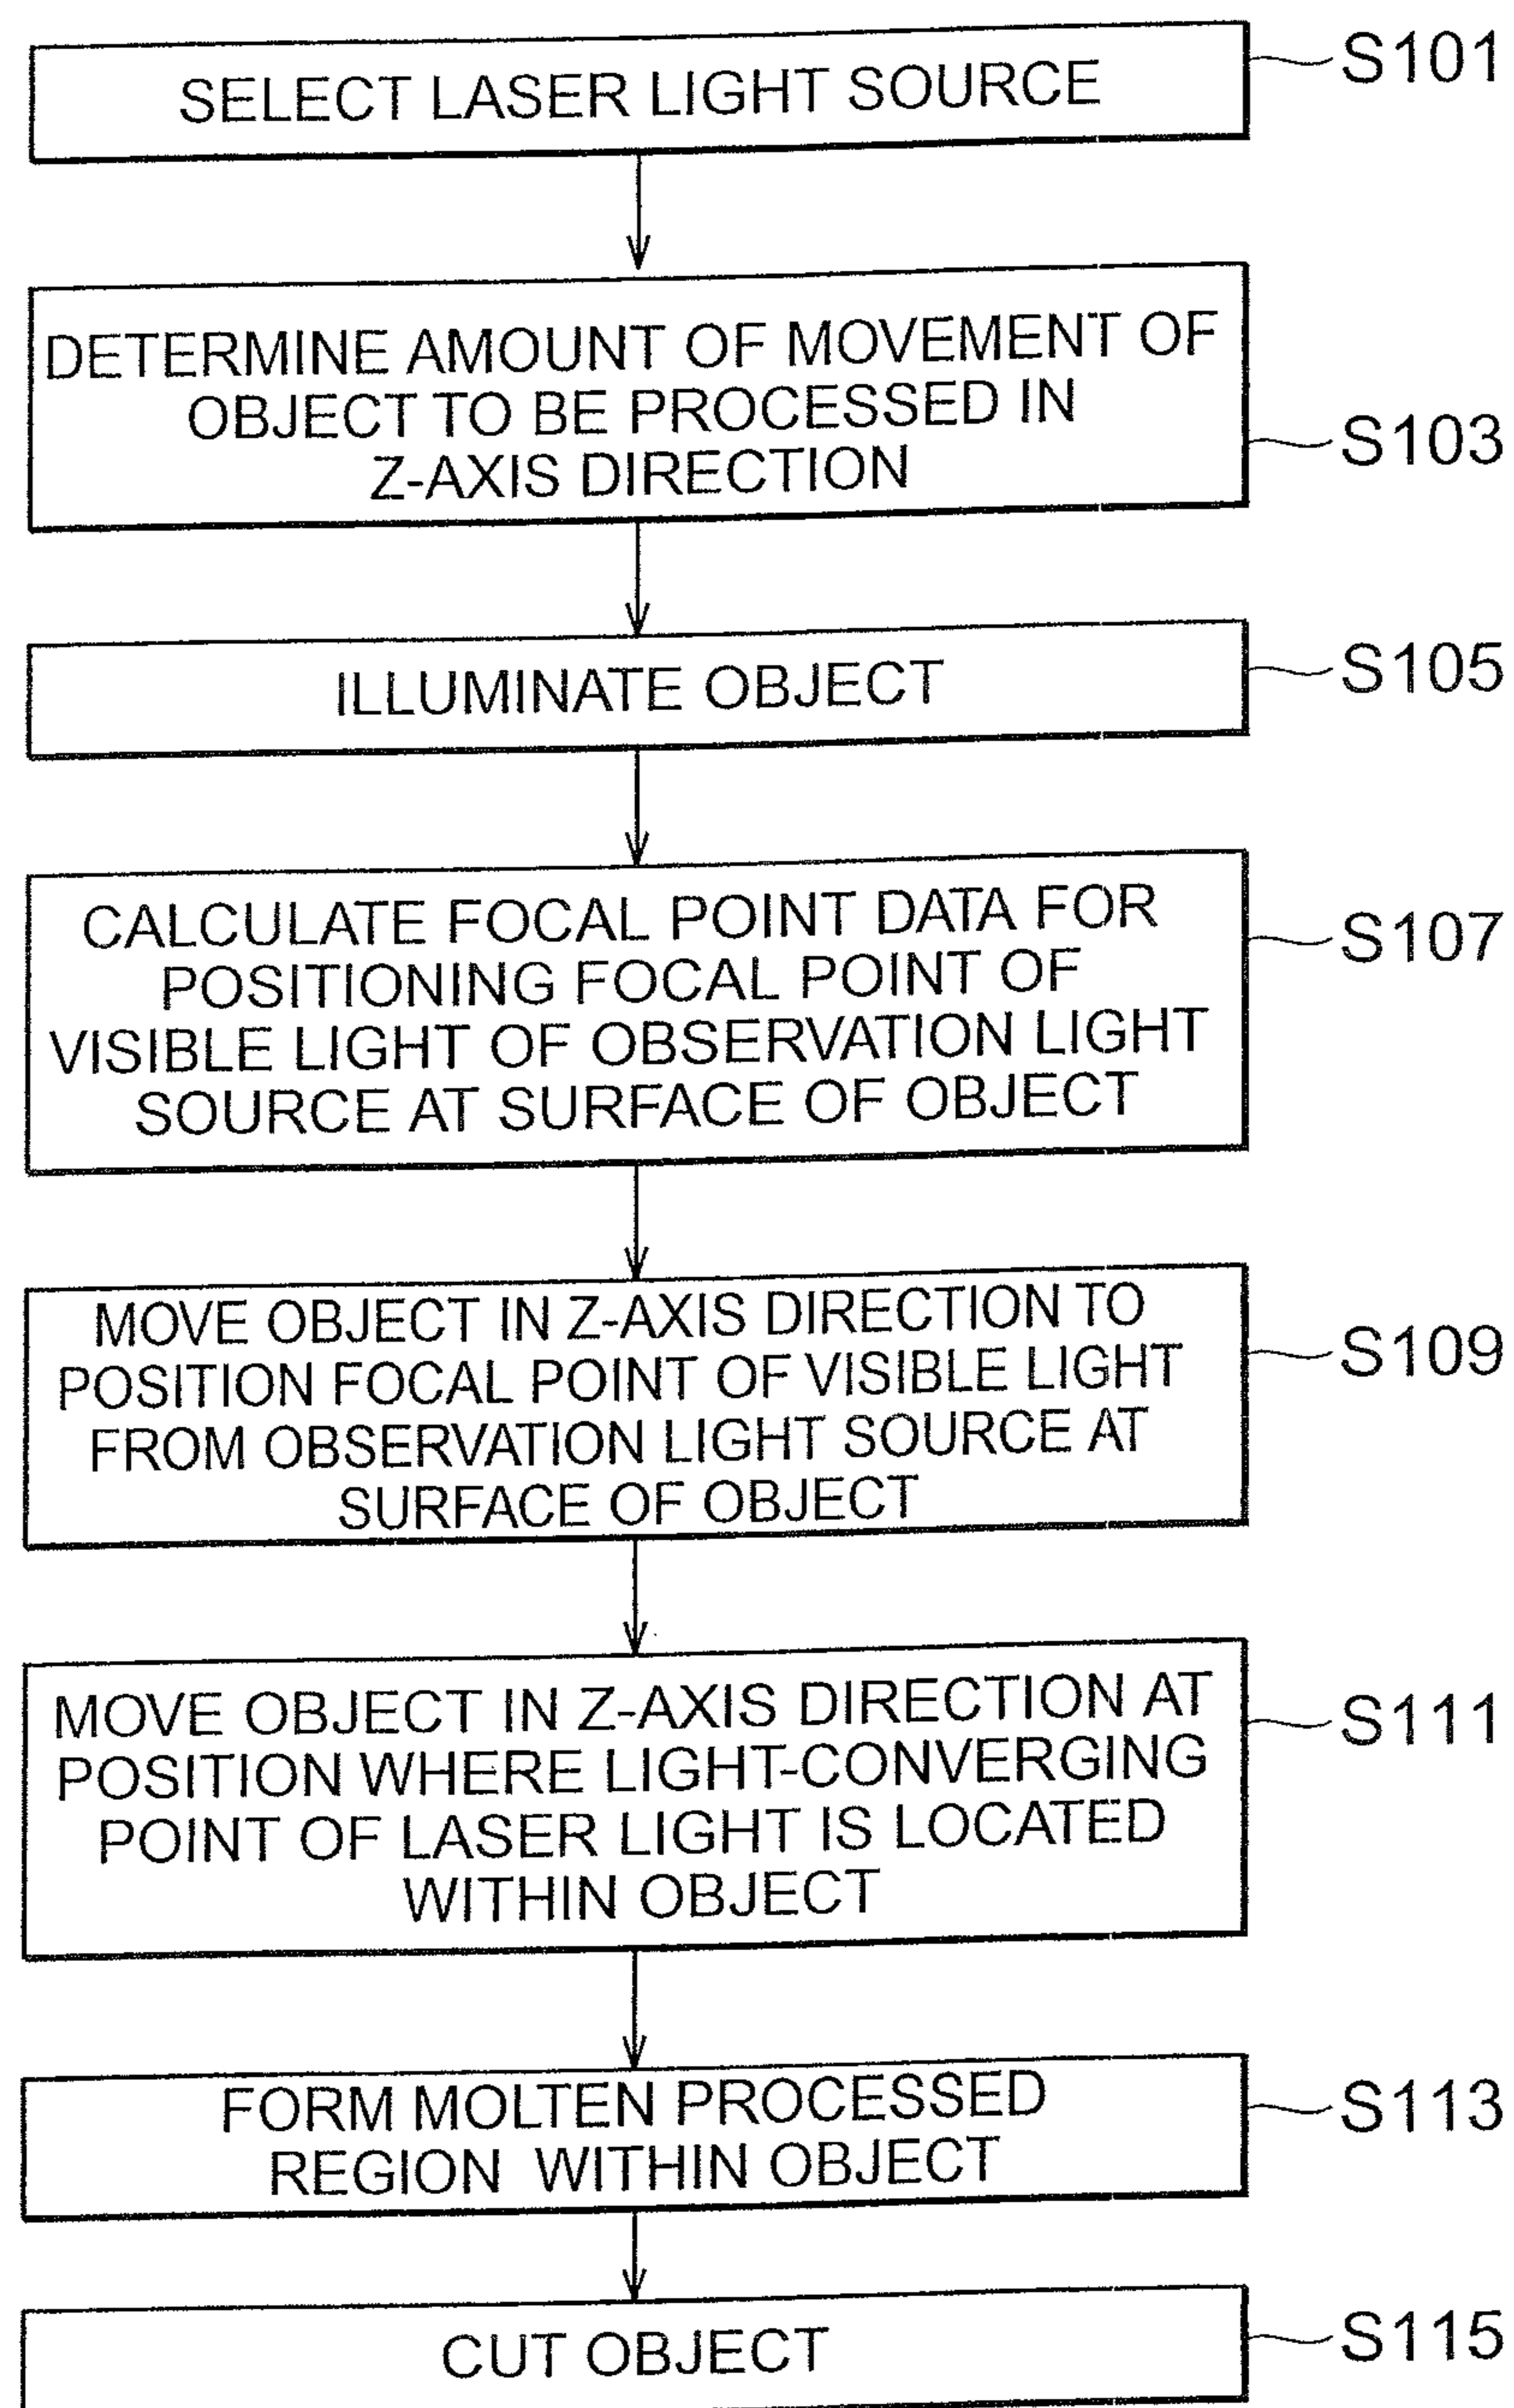 SELECT LASER LIGHT SOURCE
S101
DETERMINE AMOUNT OF MOVEMENT OF
OBJECT TO BE PROCESSED IN
Z-AXIS DIRECTION
S103
ILLUMINATE OBJECT
S105
CALCULATE FOCAL POINT DATA FOR
POSITIONING FOCAL POINT OF
VISIBLE LIGHT OF OBSERVATION LIGHT
SOURCE AT SURFACE OF OBJECT
S107
MOVE OBJECT IN Z-AXIS DIRECTION TO
POSITION FOCAL POINT OF VISIBLE LIGHT
FROM OBSERVATION LIGHT SOURCE AT
SURFACE OF OBJECT
S109
MOVE OBJECT IN Z-AXIS DIRECTION AT
POSITION WHERE LIGHT-CONVERGING
POINT OF LASER LIGHT IS LOCATED
WITHIN OBJECT
S111
FORM MOLTEN PROCESSED
REGION WITHIN OBJECT
S113
CUT OBJECT
S115